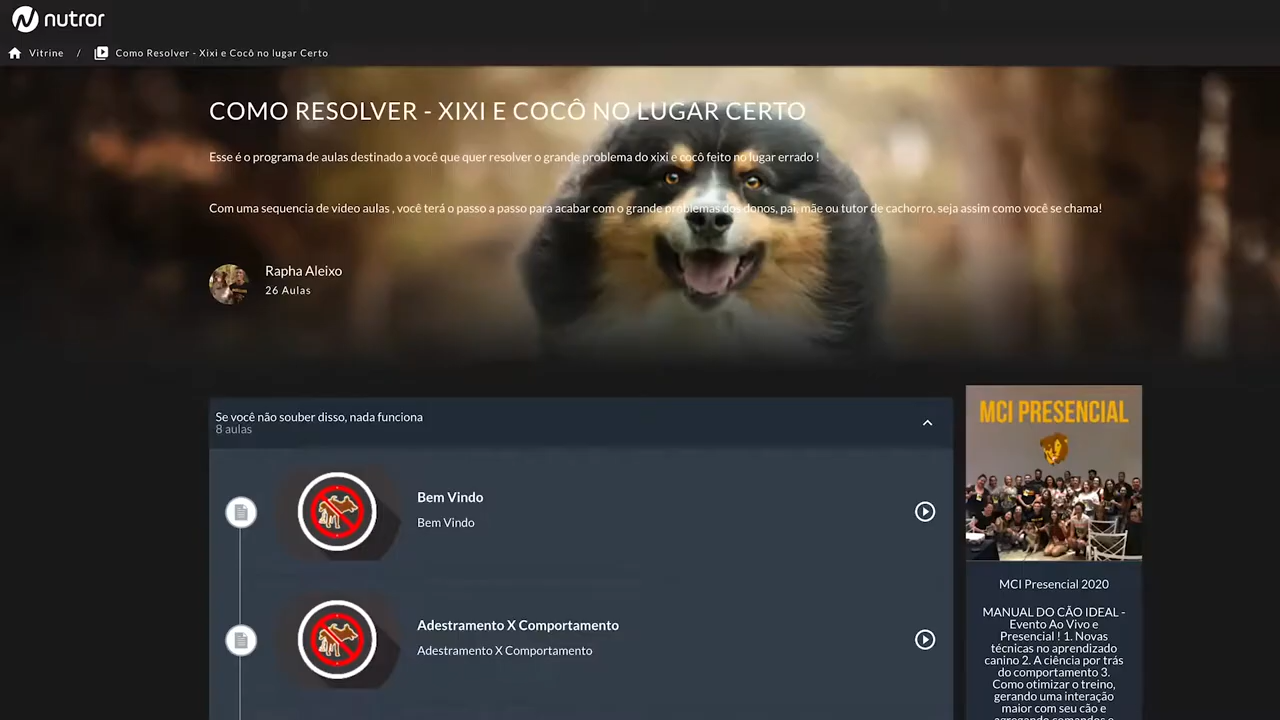 nutror
Vitrine / Como Resolver - Xixi e Cocô no lugar Certo
COMO RESOLVER - XIXI E COCÔ NO LUGAR CERTO
Esse é o programa de aulas destinado a você que quer resolver o grande problema do xixi e cocô feito no lugar errado !
Com uma sequencia de video aulas , você terá o passo a passo para acabar com o grande problemas dos donos, pai, mãe ou tutor de cachorro, seja assim como você se chama!
Rapha Aleixo
26 Aulas
Se você não souber disso, nada funciona
8 aulas
Bem Vindo
Bem Vindo
Adestramento X Comportamento
Adestramento X Comportamento
MCI PRESENCIAL
MCI Presencial 2020
MANUAL DO CÃO IDEAL -
Evento Ao Vivo e
Presencial ! 1. Novas
técnicas no aprendizado
canino 2. A ciência por trás
do comportamento 3.
Como otimizar o treino,
gerando uma interação
maior com seu cão e
agregando comandos e